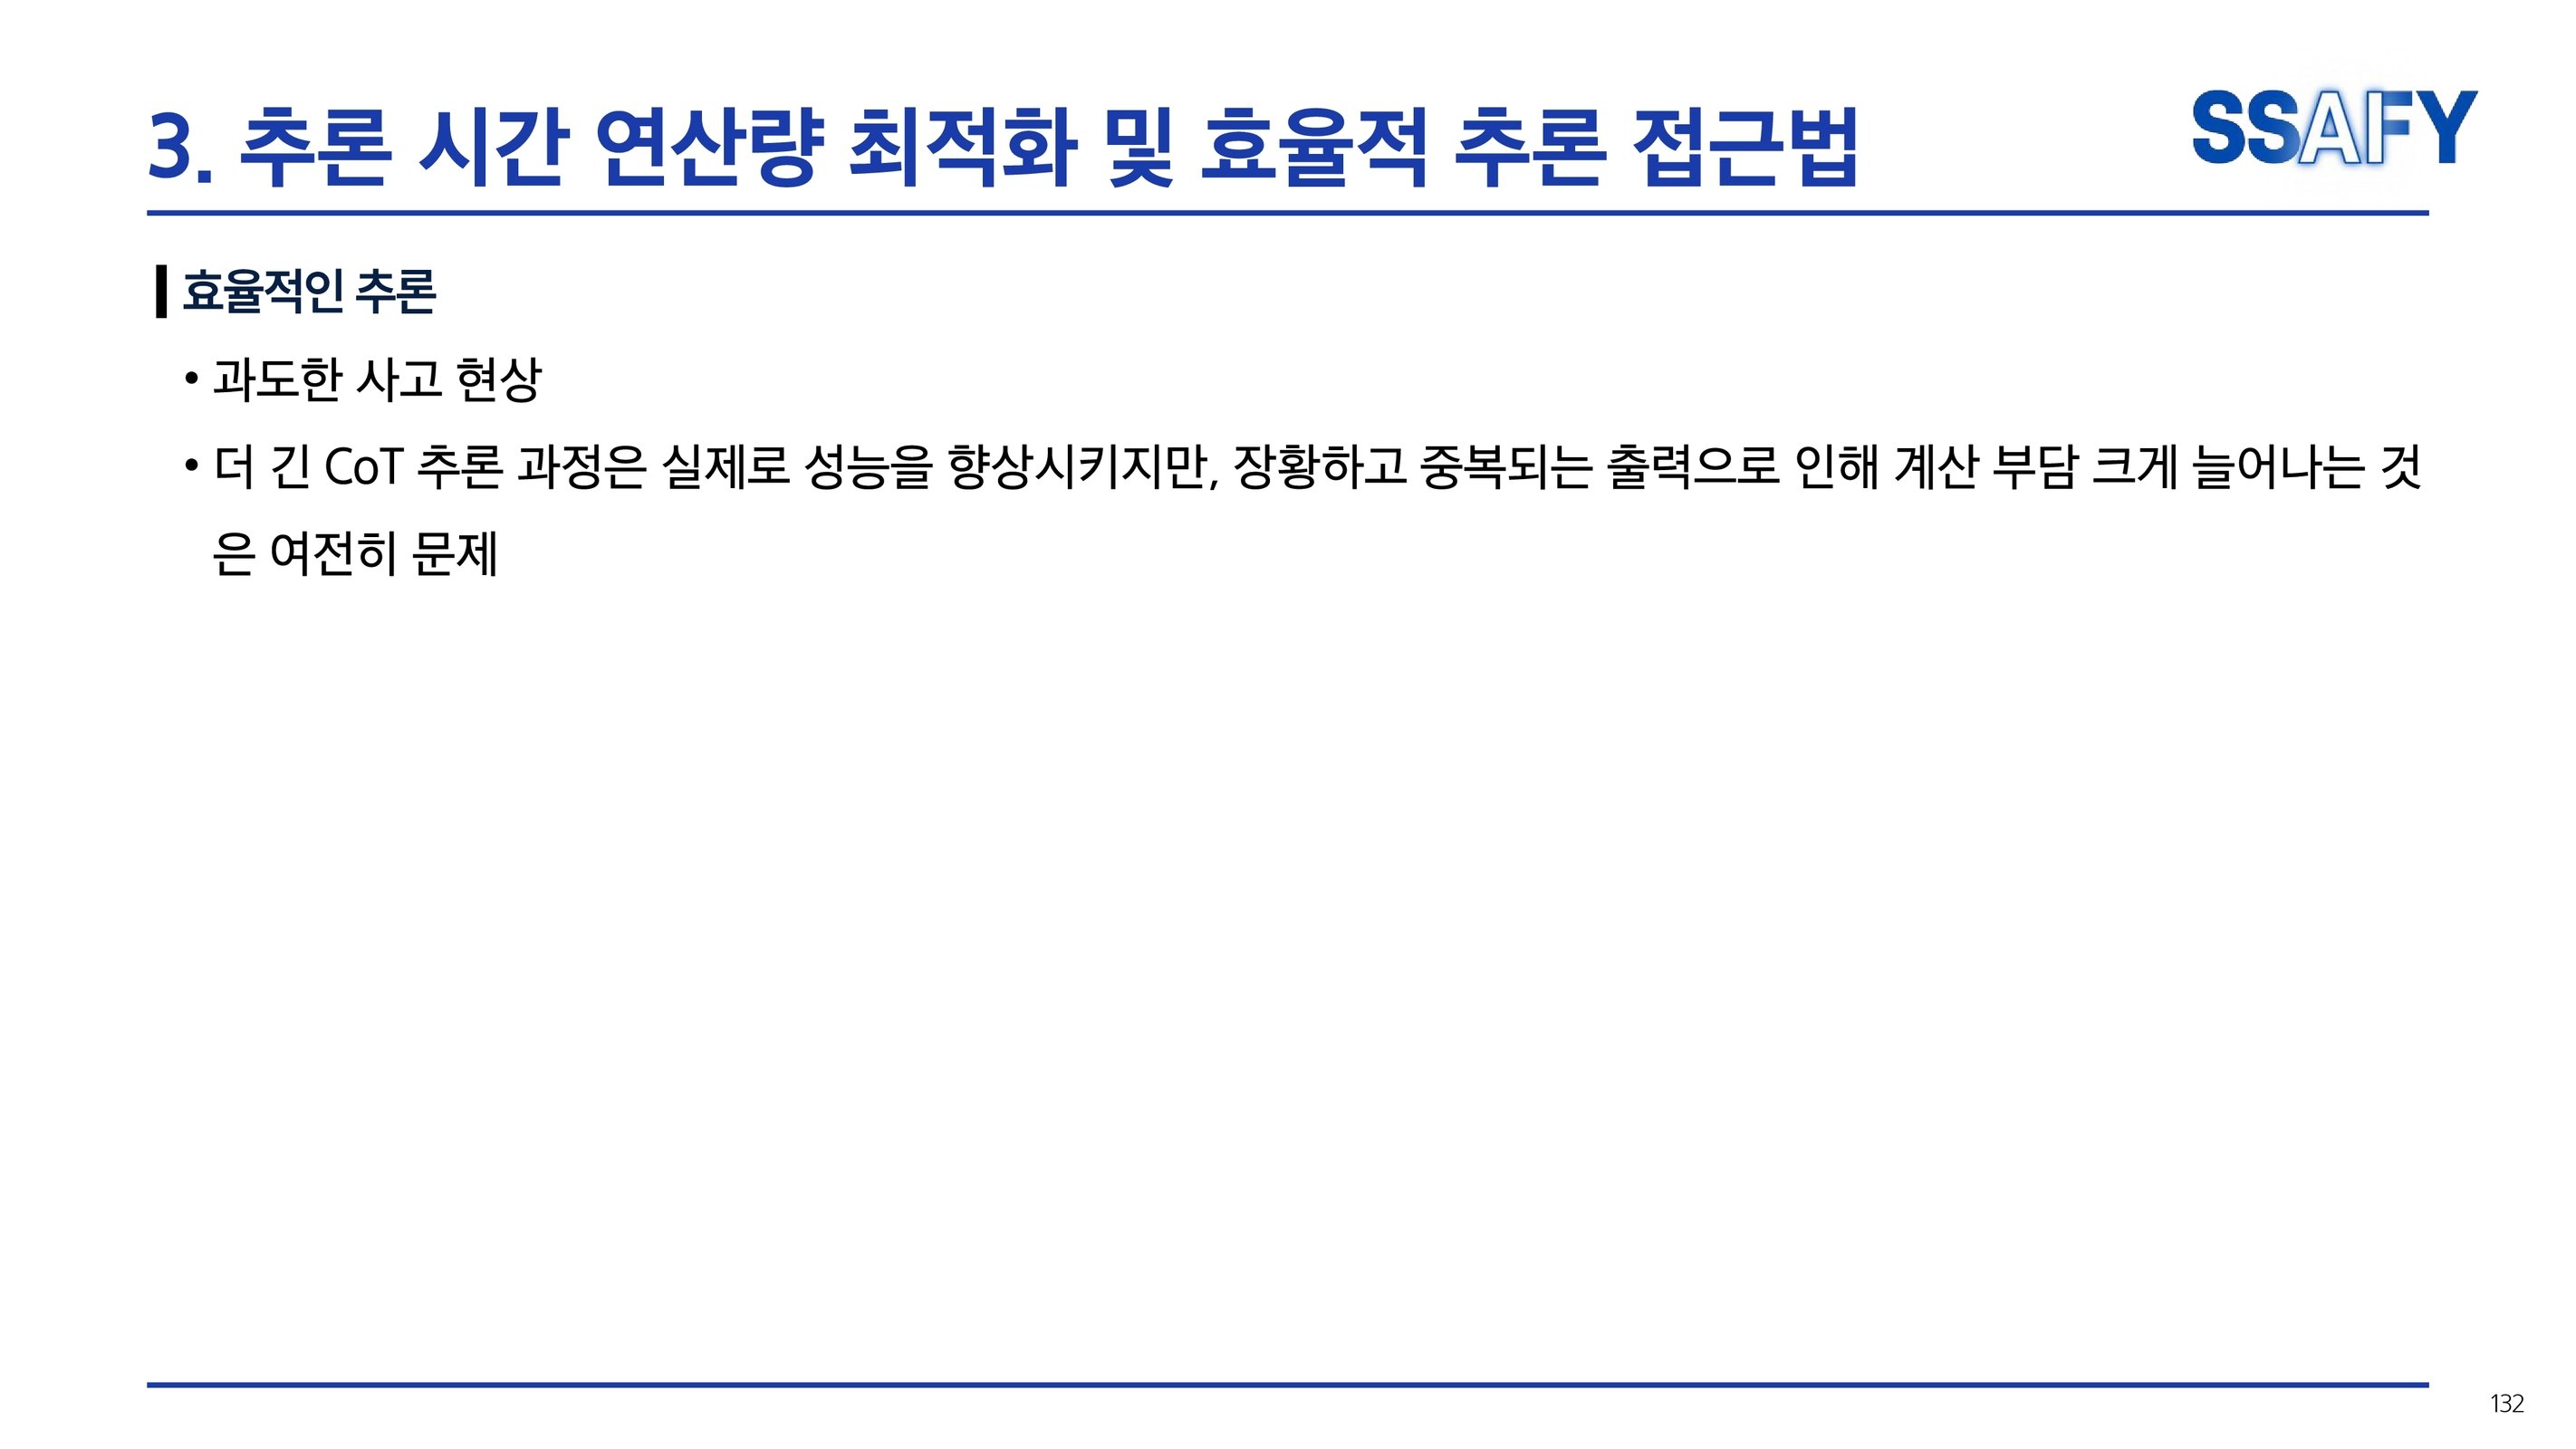 3. 추론 시간 연산량 최적화 및 효율적 추론 접근법
SSAFY
효율적인 추론
• 과도한 사고 현상
• 더 긴 CoT 추론 과정은 실제로 성능을 향상시키지만, 장황하고 중복되는 출력으로 인해 계산 부담 크게 늘어나는 것
은 여전히 문제
132